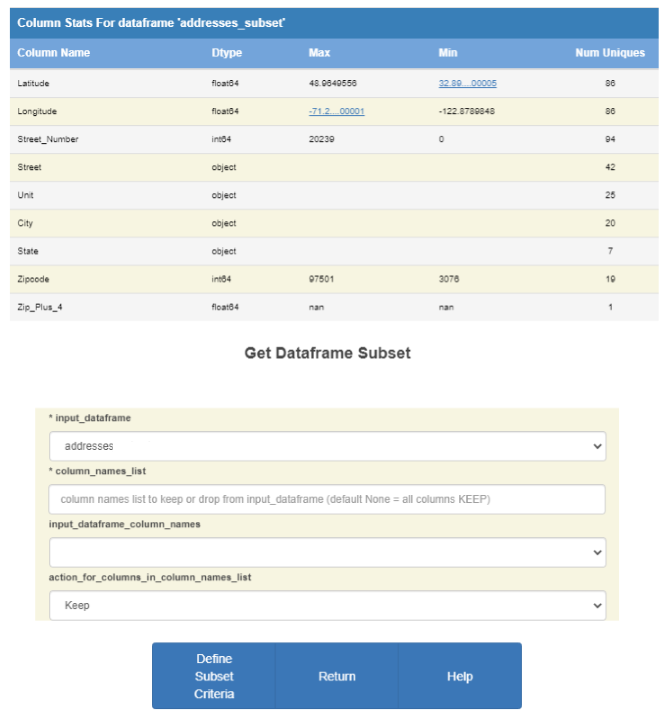 Column Stats For dataframe 'addresses_subset'
Column Name Dtype Max Min Num Uniques
Latitude float64 48.9649556 32.89....00005 86
Longitude float64 -71.2....00001 -122.8789848 86
Street_Number int64 20239 0 94
Street object 42
Unit object 25
City object 20
State object 7
Zipcode int64 97501 3076 19
Zip_Plus_4 float64 nan nan 1
Get Dataframe Subset
* input_dataframe
addresses
* column_names_list
column names list to keep or drop from input_dataframe (default None = all columns KEEP)
input_dataframe_column_names
action_for_columns_in_column_names_list
Keep
Define
Subset
Criteria
Return
Help